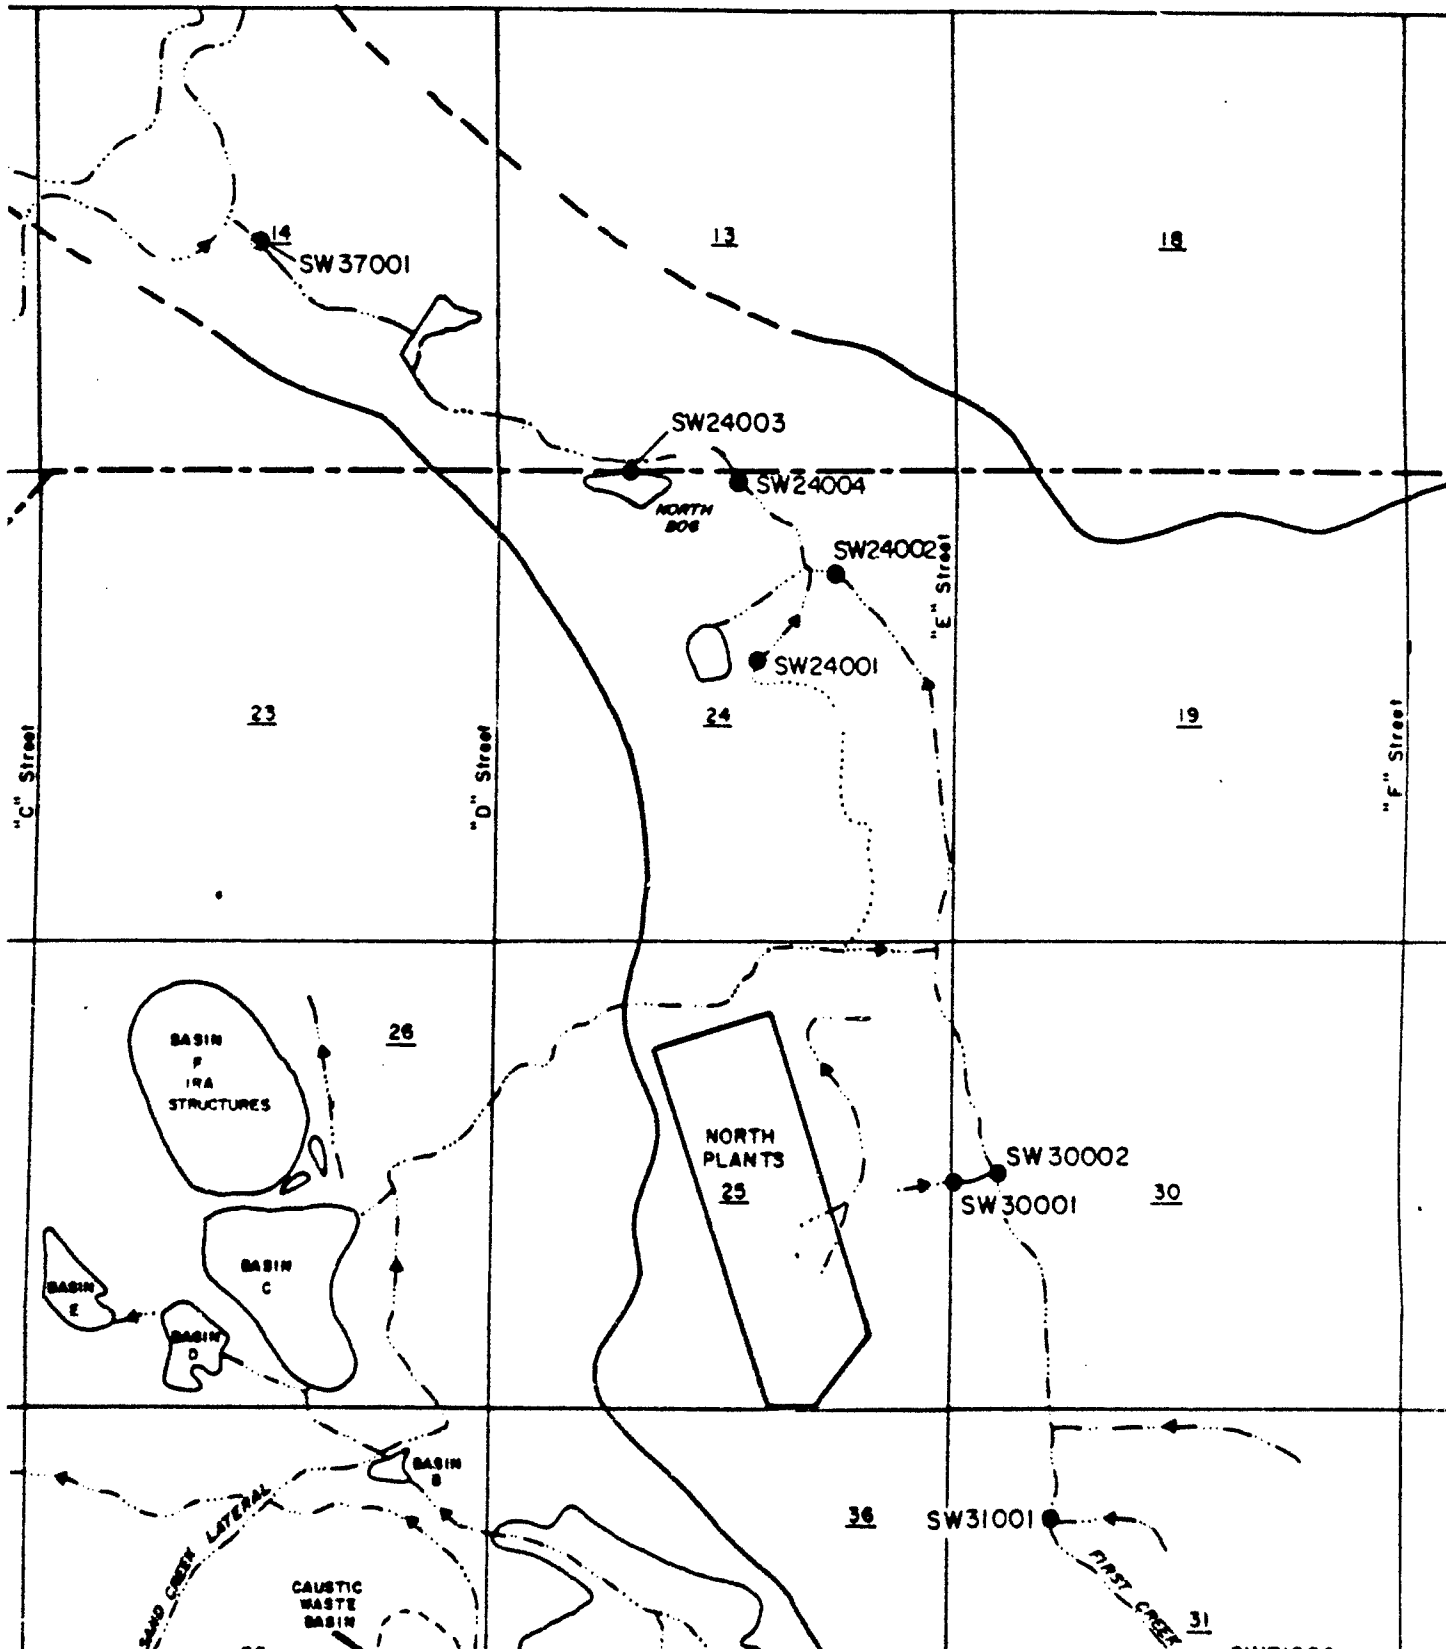 14
SW37001
13
18
SW24003
SW24004
NORTH
BOG
SW24002
"E" Street
SW24001
23
24
19
"C" Street
"D" Street
"F" Street
BASIN
F
IRA
STRUCTURES
26
NORTH
PLANTS
25
SW30002
SW30001
30
BASIN
E
BASIN
C
BASIN
D
BASIN
B
SAND CREEK LATERAL
36
SW31001
FIRST CREEK
31
CAUSTIC
WASTE
BASIN